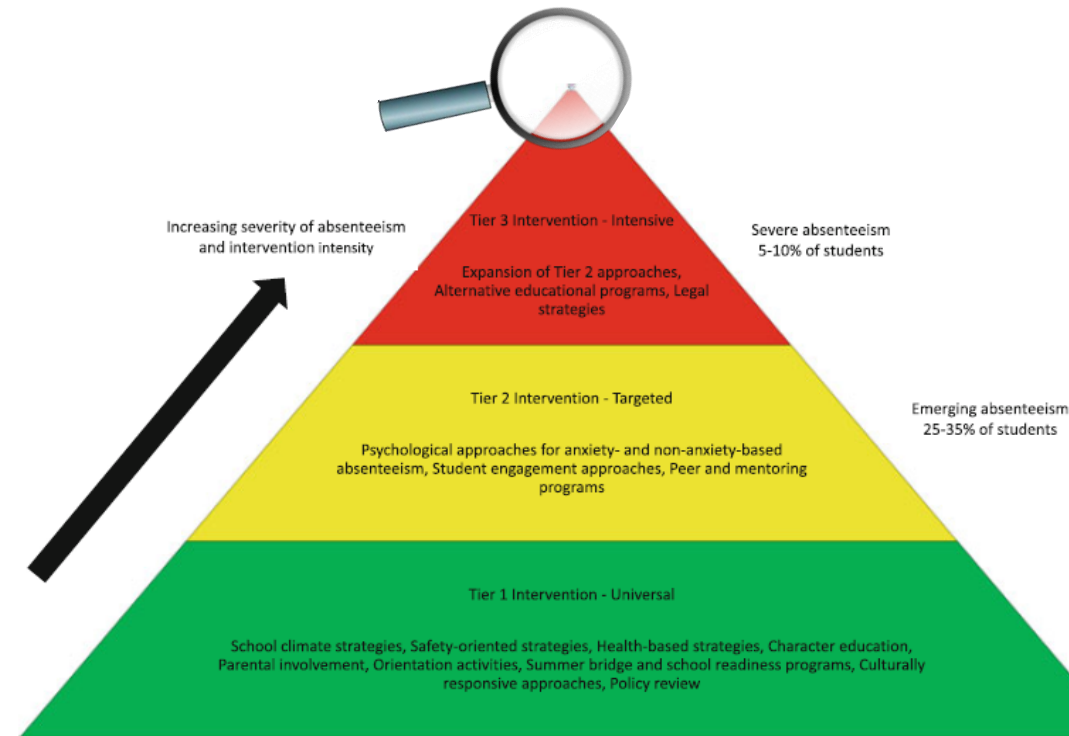 Increasing severity of absenteeism
and intervention intensity
Tier 3 Intervention - Intensive
Expansion of Tier 2 approaches,
Alternative educational programs, Legal
strategies
Severe absenteeism
5-10% of students
Tier 2 Intervention - Targeted
Psychological approaches for anxiety- and non-anxiety-based
absenteeism, Student engagement approaches, Peer and mentoring
programs
Emerging absenteeism
25-35% of students
Tier 1 Intervention - Universal
School climate strategies, Safety-oriented strategies, Health-based strategies, Character education,
Parental involvement, Orientation activities, Summer bridge and school readiness programs, Culturally
responsive approaches, Policy review